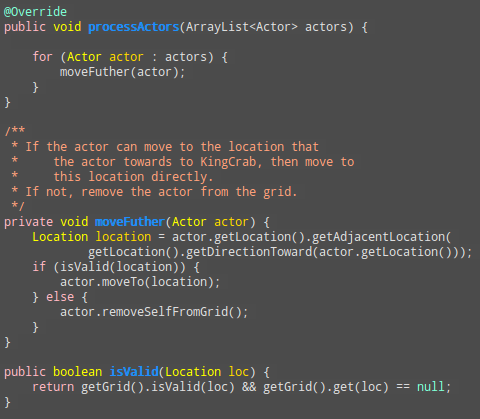 @Override
public void processActors(ArrayList<Actor> actors) {

    for (Actor actor : actors) {
        moveFuther(actor);
    }
}

/**
 * If the actor can move to the location that
 *     the actor towards to KingCrab, then move to
 *     this location directly.
 * If not, remove the actor from the grid.
 */
private void moveFuther(Actor actor) {
    Location location = actor.getLocation().getAdjacentLocation(
            getLocation().getDirectionToward(actor.getLocation()));
    if (isValid(location)) {
        actor.moveTo(location);
    } else {
        actor.removeSelfFromGrid();
    }
}

public boolean isValid(Location loc) {
    return getGrid().isValid(loc) && getGrid().get(loc) == null;
}